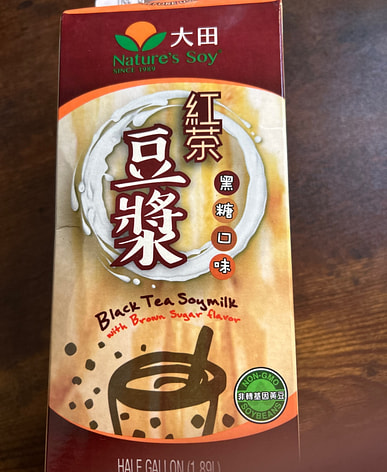 大田
Nature's Soy
SINCE 1989
紅茶
豆漿
黑糖口味
Black Tea Soymilk
with Brown Sugar flavor
NON-GMO
非轉基因黃豆
SOYBEANS
HALF GALLON (1.89L)